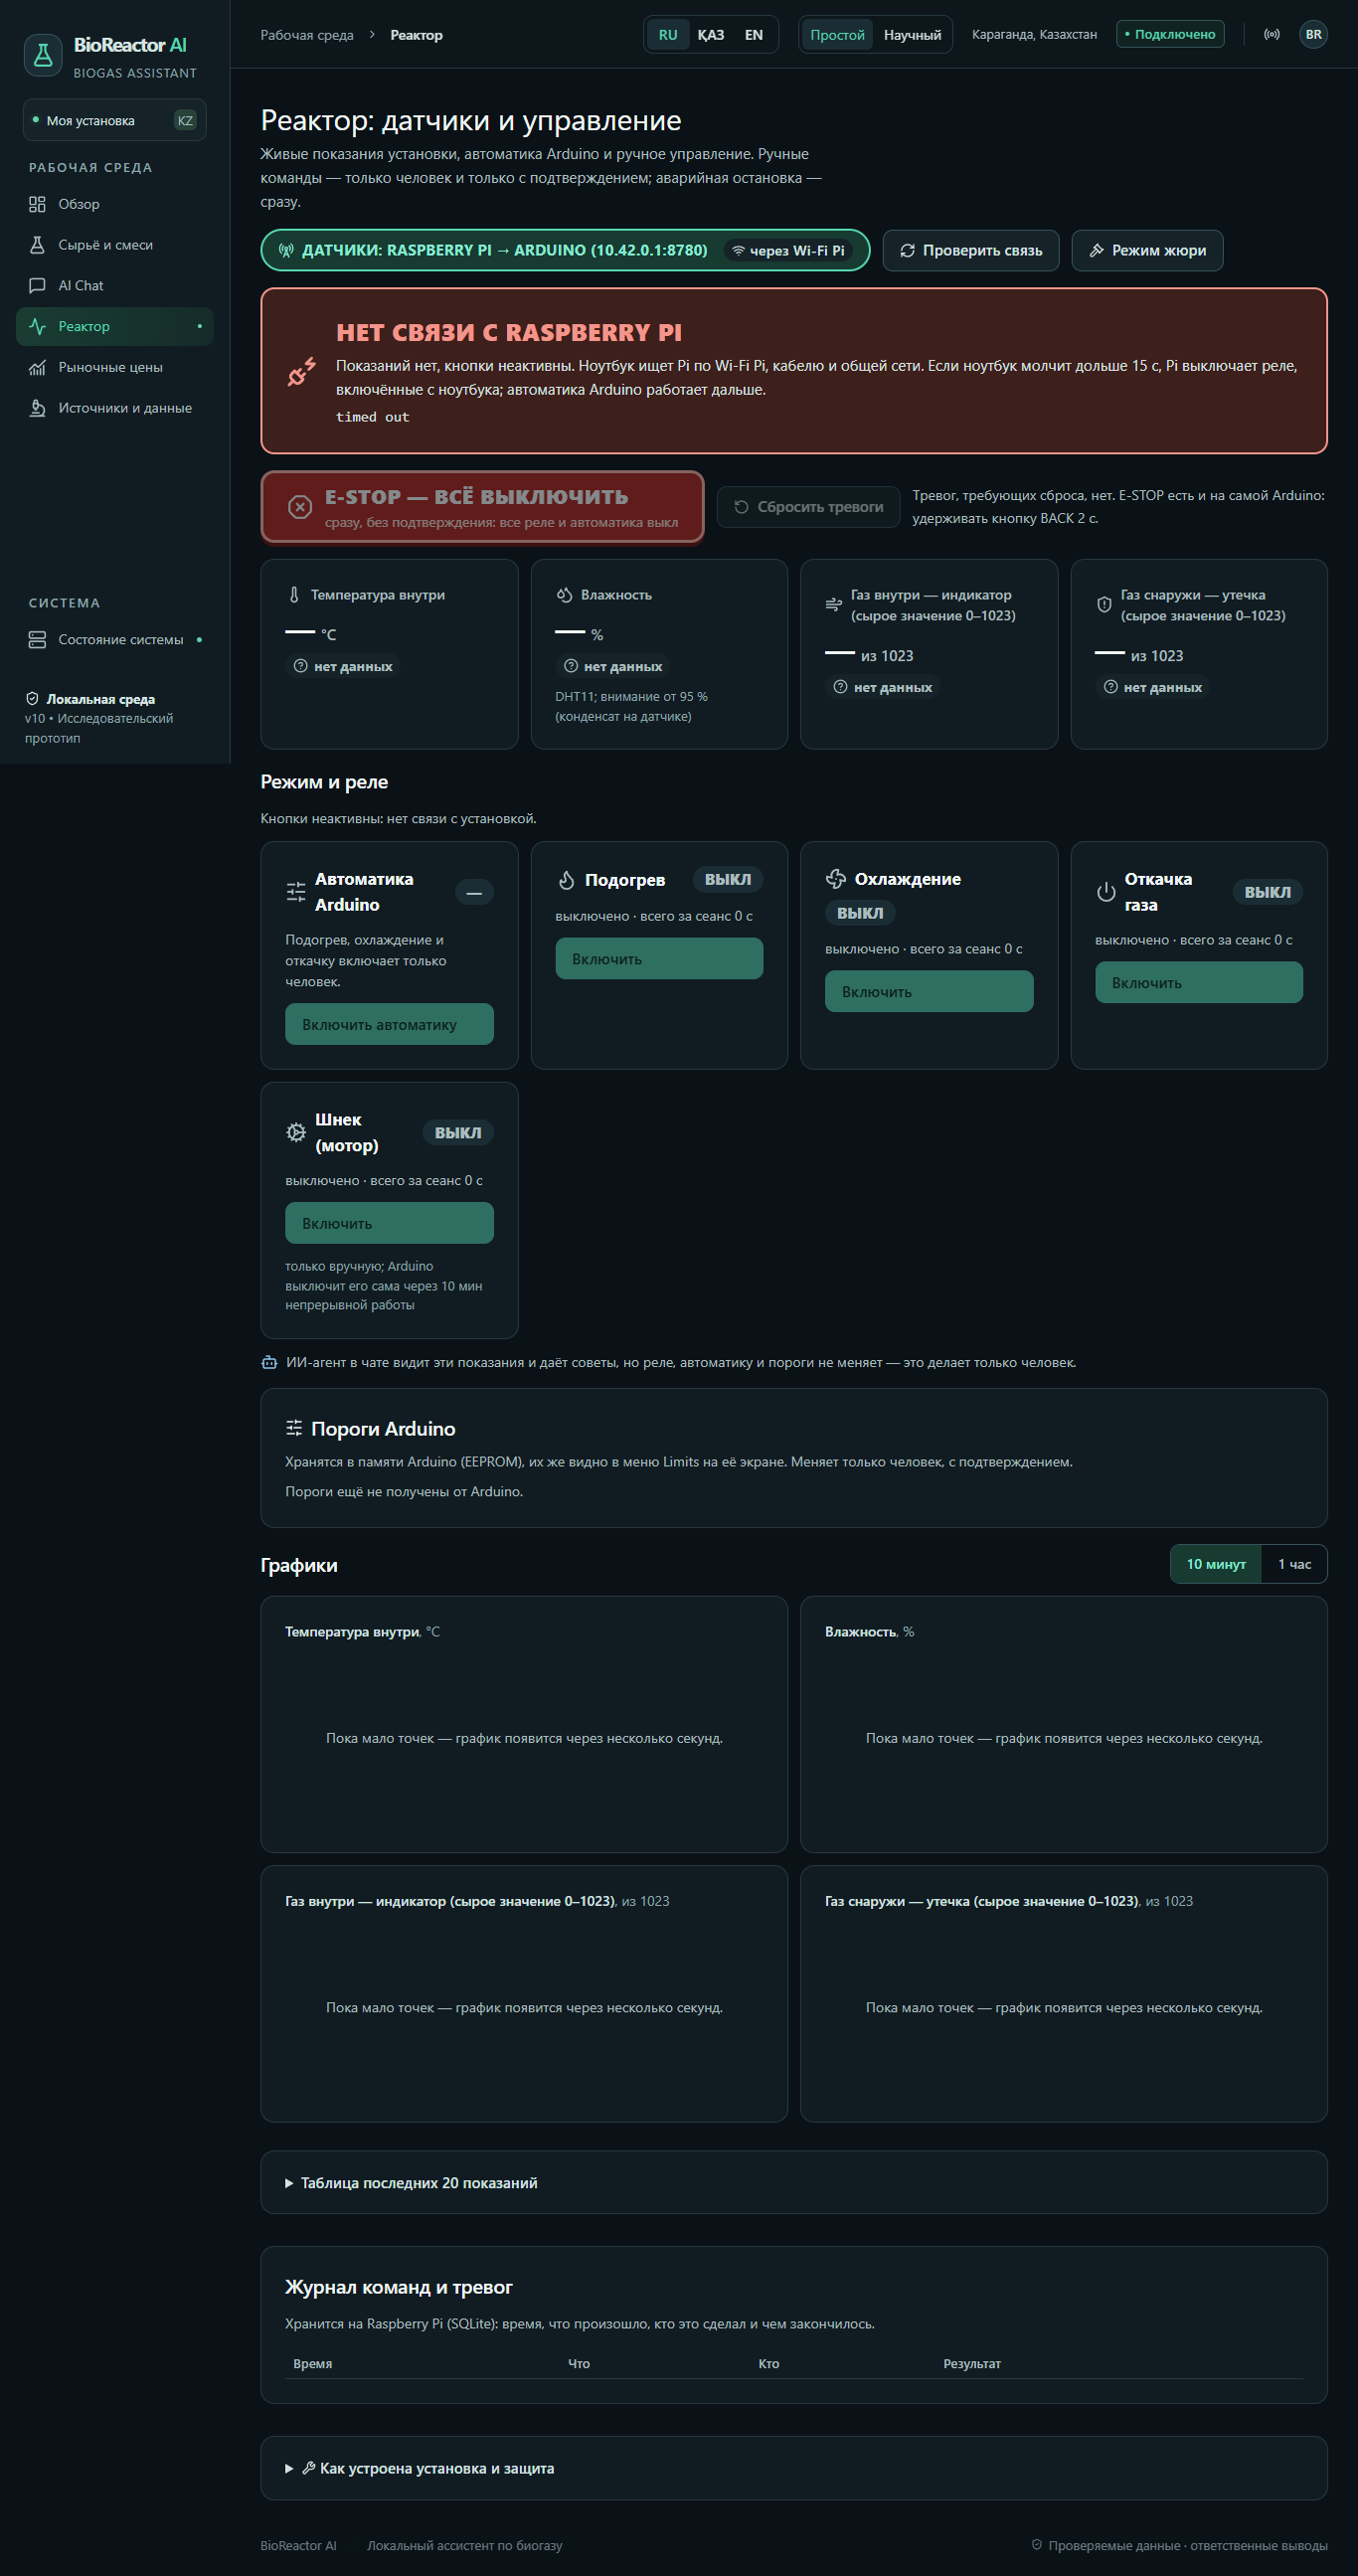 BioReactor AI
BIOGAS ASSISTANT
Моя установка KZ
РАБОЧАЯ СРЕДА
Обзор
Сырьё и смеси
AI Chat
Реактор
Рыночные цены
Источники и данные
СИСТЕМА
Состояние системы
Локальная среда
v10 • Исследовательский
прототип
Рабочая среда > Реактор
RU ҚАЗ EN
Простой Научный
Караганда, Казахстан
• Подключено
BR
Реактор: датчики и управление
Живые показания установки, автоматика Arduino и ручное управление. Ручные
команды — только человек и только с подтверждением; аварийная остановка —
сразу.
ДАТЧИКИ: RASPBERRY PI → ARDUINO (10.42.0.1:8780) через Wi-Fi Pi
Проверить связь
Режим жюри
НЕТ СВЯЗИ С RASPBERRY PI
Показаний нет, кнопки неактивны. Ноутбук ищет Pi по Wi-Fi Pi, кабелю и общей сети. Если ноутбук молчит дольше 15 с, Pi выключает реле,
включённые с ноутбука; автоматика Arduino работает дальше.
timed out
E-STOP — ВСЁ ВЫКЛЮЧИТЬ
сразу, без подтверждения: все реле и автоматика выкл
Сбросить тревоги
Тревог, требующих сброса, нет. E-STOP есть и на самой Arduino:
удерживать кнопку BACK 2 с.
Температура внутри
— °C
нет данных
Влажность
— %
нет данных
DHT11; внимание от 95 %
(конденсат на датчике)
Газ внутри — индикатор
(сырое значение 0–1023)
— из 1023
нет данных
Газ снаружи — утечка
(сырое значение 0–1023)
— из 1023
нет данных
Режим и реле
Кнопки неактивны: нет связи с установкой.
Автоматика
Arduino
—
Подогрев, охлаждение и
откачку включает только
человек.
Включить автоматику
Подогрев ВЫКЛ
выключено · всего за сеанс 0 с
Включить
Охлаждение
ВЫКЛ
выключено · всего за сеанс 0 с
Включить
Откачка
газа
ВЫКЛ
выключено · всего за сеанс 0 с
Включить
Шнек
(мотор)
ВЫКЛ
выключено · всего за сеанс 0 с
Включить
только вручную; Arduino
выключит его сама через 10 мин
непрерывной работы
ИИ-агент в чате видит эти показания и даёт советы, но реле, автоматику и пороги не меняет — это делает только человек.
Пороги Arduino
Хранятся в памяти Arduino (EEPROM), их же видно в меню Limits на её экране. Меняет только человек, с подтверждением.
Пороги ещё не получены от Arduino.
Графики
10 минут 1 час
Температура внутри, °C
Пока мало точек — график появится через несколько секунд.
Влажность, %
Пока мало точек — график появится через несколько секунд.
Газ внутри — индикатор (сырое значение 0–1023), из 1023
Пока мало точек — график появится через несколько секунд.
Газ снаружи — утечка (сырое значение 0–1023), из 1023
Пока мало точек — график появится через несколько секунд.
▶ Таблица последних 20 показаний
Журнал команд и тревог
Хранится на Raspberry Pi (SQLite): время, что произошло, кто это сделал и чем закончилось.
Время Что Кто Результат
▶ Как устроена установка и защита
BioReactor AI Локальный ассистент по биогазу
Проверяемые данные · ответственные выводы